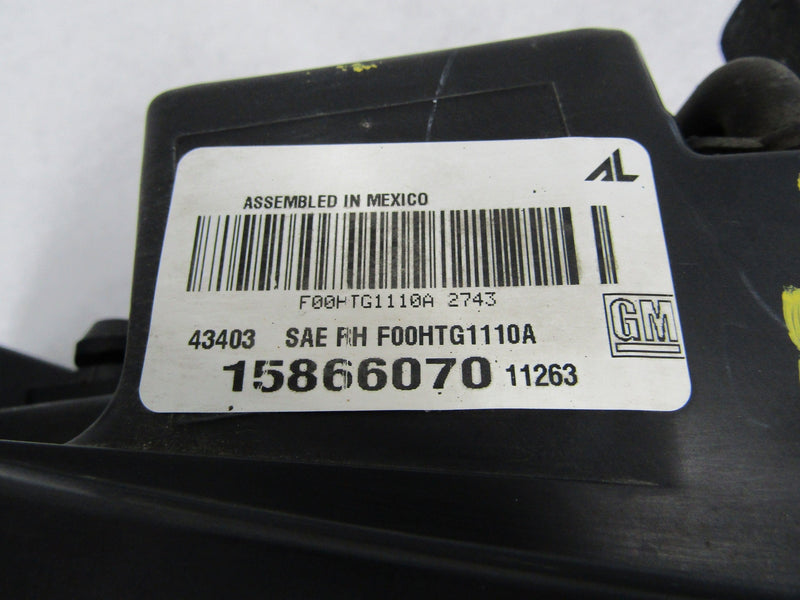 AL
ASSEMBLED IN MEXICO
F00HTG1110A 2743
GM
43403 SAE RH F00HTG1110A
15866070 11263